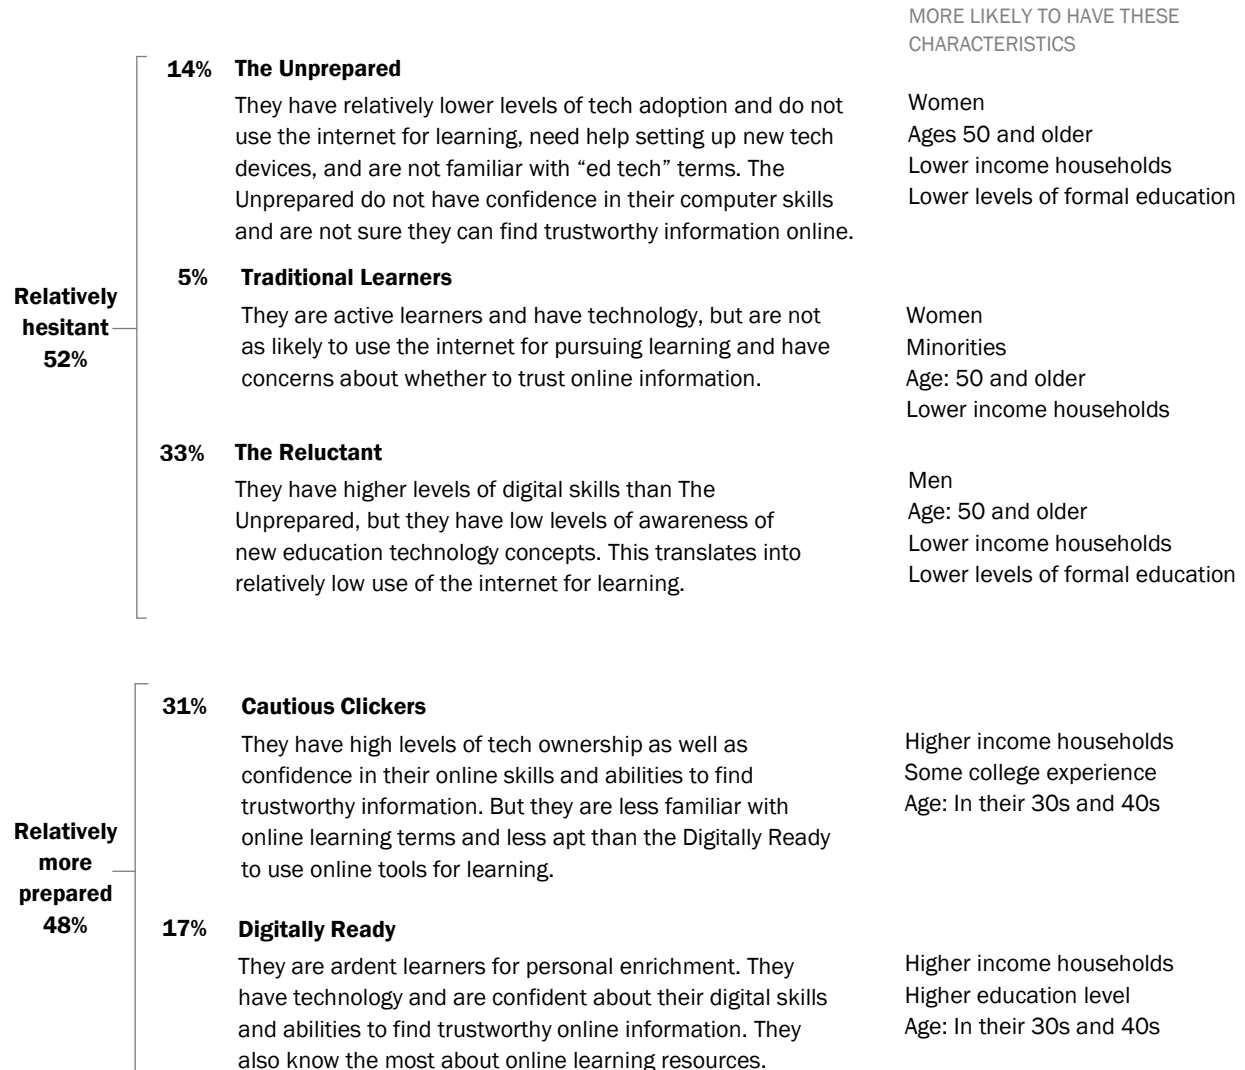 MORE LIKELY TO HAVE THESE
CHARACTERISTICS
14% The Unprepared
They have relatively lower levels of tech adoption and do not
use the internet for learning, need help setting up new tech
devices, and are not familiar with “ed tech” terms. The
Unprepared do not have confidence in their computer skills
and are not sure they can find trustworthy information online.
Women
Ages 50 and older
Lower income households
Lower levels of formal education
Relatively
hesitant
52%
5% Traditional Learners
They are active learners and have technology, but are not
as likely to use the internet for pursuing learning and have
concerns about whether to trust online information.
Women
Minorities
Age: 50 and older
Lower income households
33% The Reluctant
They have higher levels of digital skills than The
Unprepared, but they have low levels of awareness of
new education technology concepts. This translates into
relatively low use of the internet for learning.
Men
Age: 50 and older
Lower income households
Lower levels of formal education
31% Cautious Clickers
They have high levels of tech ownership as well as
confidence in their online skills and abilities to find
trustworthy information. But they are less familiar with
online learning terms and less apt than the Digitally Ready
to use online tools for learning.
Higher income households
Some college experience
Age: In their 30s and 40s
Relatively
more
prepared
48%
17% Digitally Ready
They are ardent learners for personal enrichment. They
have technology and are confident about their digital skills
and abilities to find trustworthy online information. They
also know the most about online learning resources.
Higher income households
Higher education level
Age: In their 30s and 40s